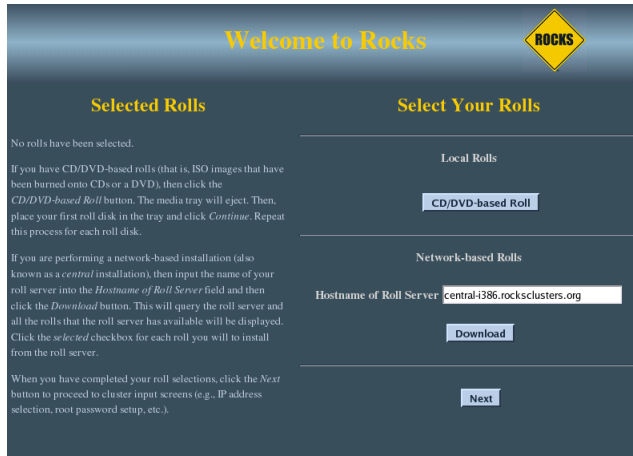 Welcome to Rocks
ROCKS
Selected Rolls
No rolls have been selected.
If you have CD/DVD-based rolls (that is, ISO images that have
been burned onto CDs or a DVD), then click the
CD/DVD-based Roll button. The media tray will eject. Then,
place your first roll disk in the tray and click Continue. Repeat
this process for each roll disk.
If you are performing a network-based installation (also
known as a central installation), then input the name of your
roll server into the Hostname of Roll Server field and then
click the Download button. This will query the roll server and
all the rolls that the roll server has available will be displayed.
Click the selected checkbox for each roll you will to install
from the roll server.
When you have completed your roll selections, click the Next
button to proceed to cluster input screens (e.g., IP address
selection, root password setup, etc.).
Select Your Rolls
Local Rolls
CD/DVD-based Roll
Network-based Rolls
Hostname of Roll Server central-i386.rocksclusters.org
Download
Next